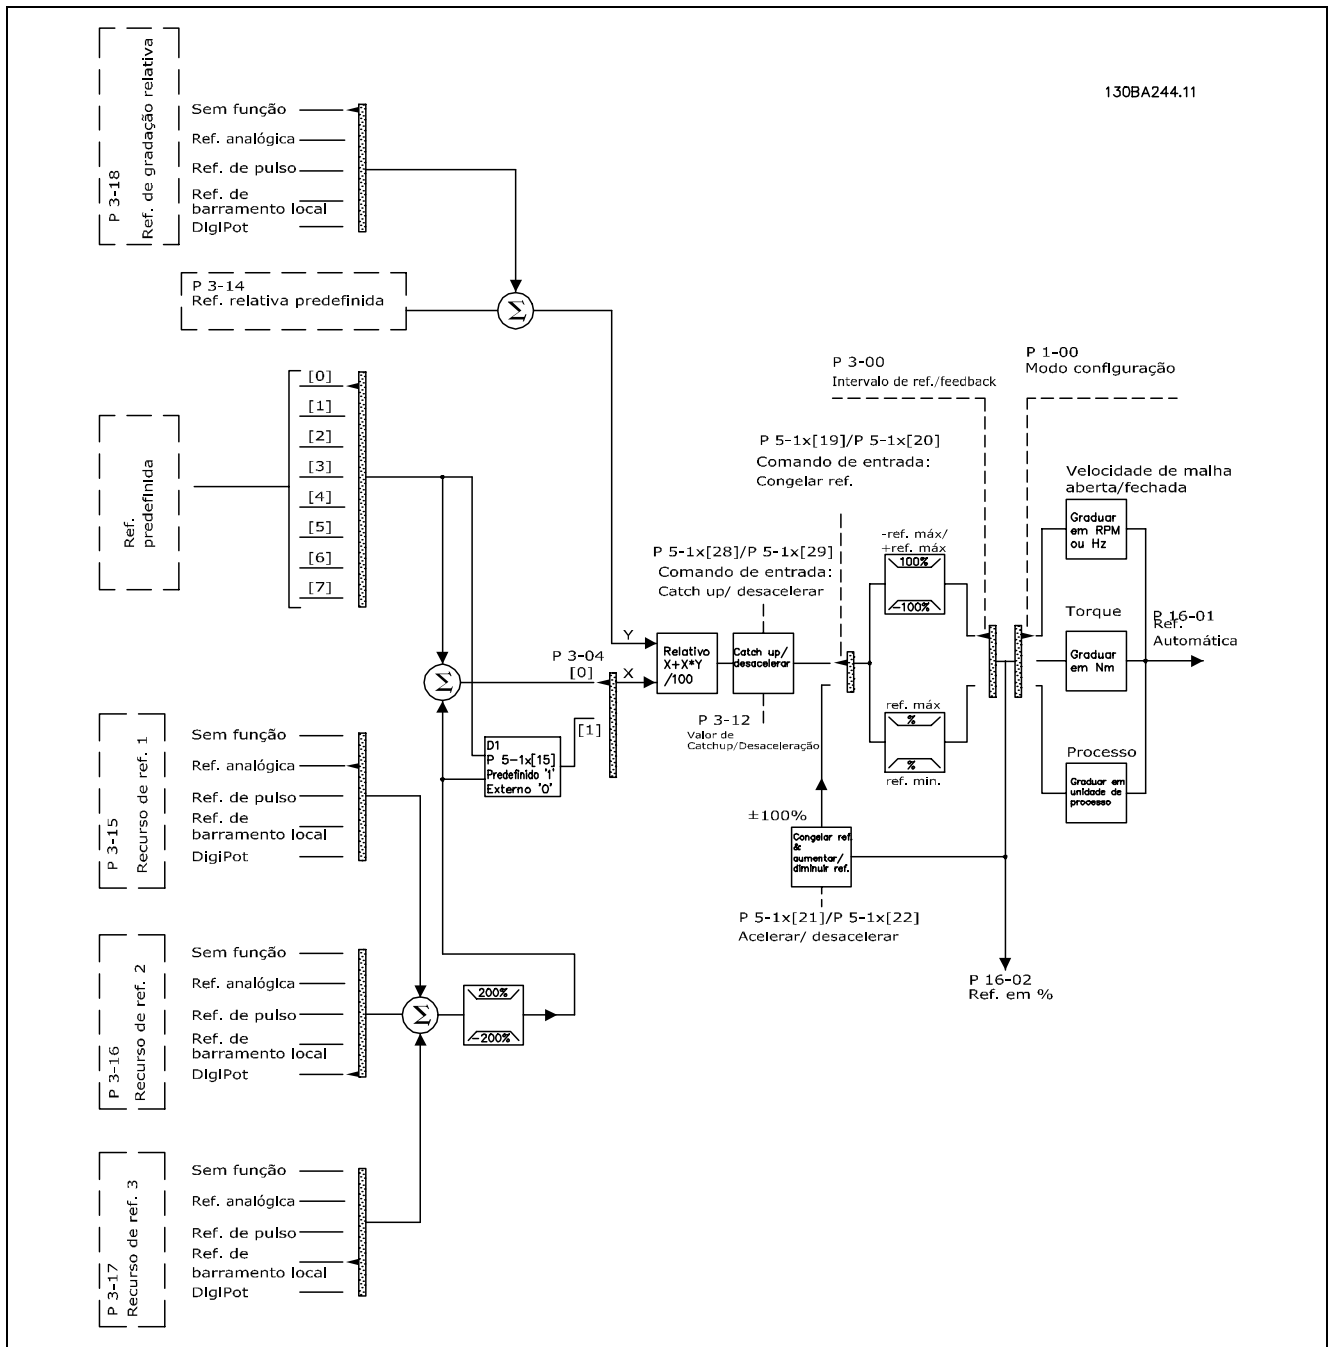 130BA244.11
P 3-18
Ref. de gradação relativa
Sem função
Ref. analógica
Ref. de pulso
Ref. de
barramento local
DigiPot
P 3-14
Ref. relativa predefinida
Σ
Ref.
predefinida
[0]
[1]
[2]
[3]
[4]
[5]
[6]
[7]
Σ
P 3-04
[0]
[1]
D1
P 5-1x[15]
Predefinido '1'
Externo '0'
Y
X
Relativo
X+X*Y
/100
P 5-1x[28]/P 5-1x[29]
Comando de entrada:
Catch up/ desacelerar
Catch up/
desacelerar
P 3-12
Valor de
Catchup/Desaceleração
P 5-1x[19]/P 5-1x[20]
Comando de entrada:
Congelar ref.
P 3-00
Intervalo de ref./feedback
-ref. máx/
+ref. máx
100%
-100%
ref. máx
%
%
ref. min.
P 1-00
Modo configuração
Velocidade de malha
aberta/fechada
Graduar
em RPM
ou Hz
Torque
Graduar
em Nm
Processo
Graduar em
unidade de
processo
P 16-01
Ref.
Automática
±100%
Congelar ref.
&
aumentar/
diminuir ref.
P 5-1x[21]/P 5-1x[22]
Acelerar/ desacelerar
P 16-02
Ref. em %
P 3-15
Recurso de ref. 1
Sem função
Ref. analógica
Ref. de pulso
Ref. de
barramento local
DigiPot
P 3-16
Recurso de ref. 2
Sem função
Ref. analógica
Ref. de pulso
Ref. de
barramento local
DigiPot
Σ
200%
-200%
P 3-17
Recurso de ref. 3
Sem função
Ref. analógica
Ref. de pulso
Ref. de
barramento local
DigiPot